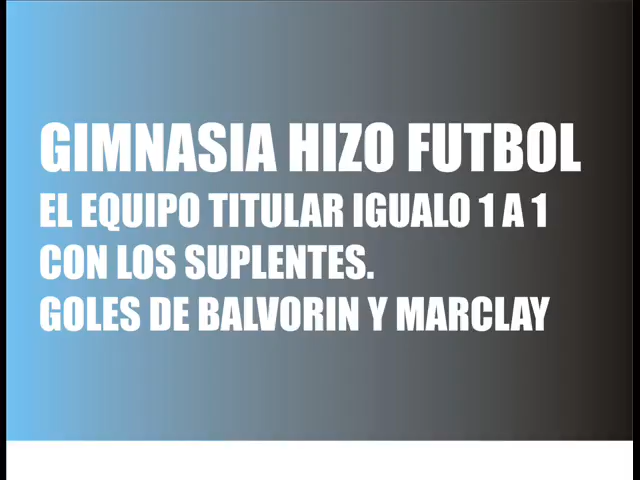 GIMNASIA HIZO FUTBOL
EL EQUIPO TITULAR IGUALO 1 A 1
CON LOS SUPLENTES.
GOLES DE BALVORIN Y MARCLAY